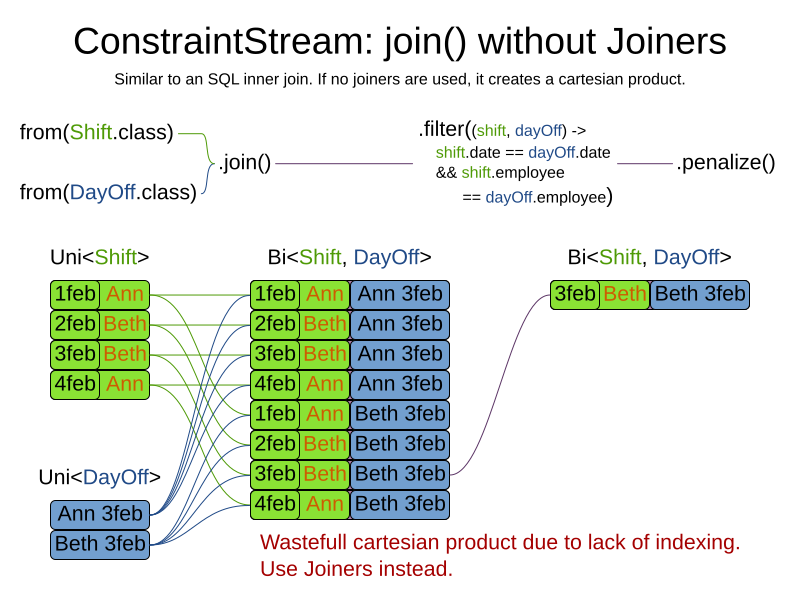 ConstraintStream: join() without Joiners
Similar to an SQL inner join. If no joiners are used, it creates a cartesian product.
from(Shift.class)
from(DayOff.class)
.join()
.filter((shift, dayOff) ->
shift.date == dayOff.date
&& shift.employee
== dayOff.employee)
.penalize()
Uni<Shift>
1feb Ann
2feb Beth
3feb Beth
4feb Ann
Uni<DayOff>
Ann 3feb
Beth 3feb
Bi<Shift, DayOff>
1feb Ann Ann 3feb
2feb Beth Ann 3feb
3feb Beth Ann 3feb
4feb Ann Ann 3feb
1feb Ann Beth 3feb
2feb Beth Beth 3feb
3feb Beth Beth 3feb
4feb Ann Beth 3feb
Bi<Shift, DayOff>
3feb Beth Beth 3feb
Wastefull cartesian product due to lack of indexing.
Use Joiners instead.